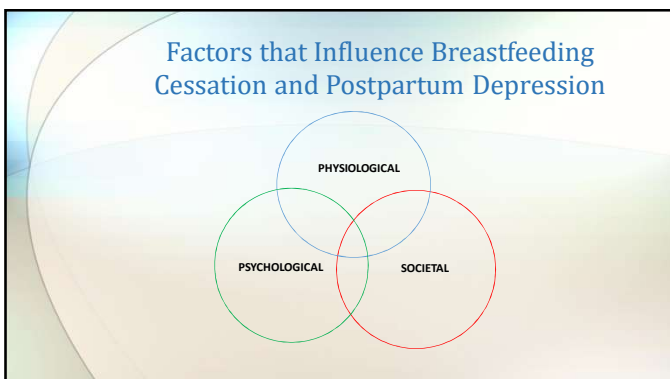 Factors that Influence Breastfeeding
Cessation and Postpartum Depression
PHYSIOLOGICAL
PSYCHOLOGICAL
SOCIETAL